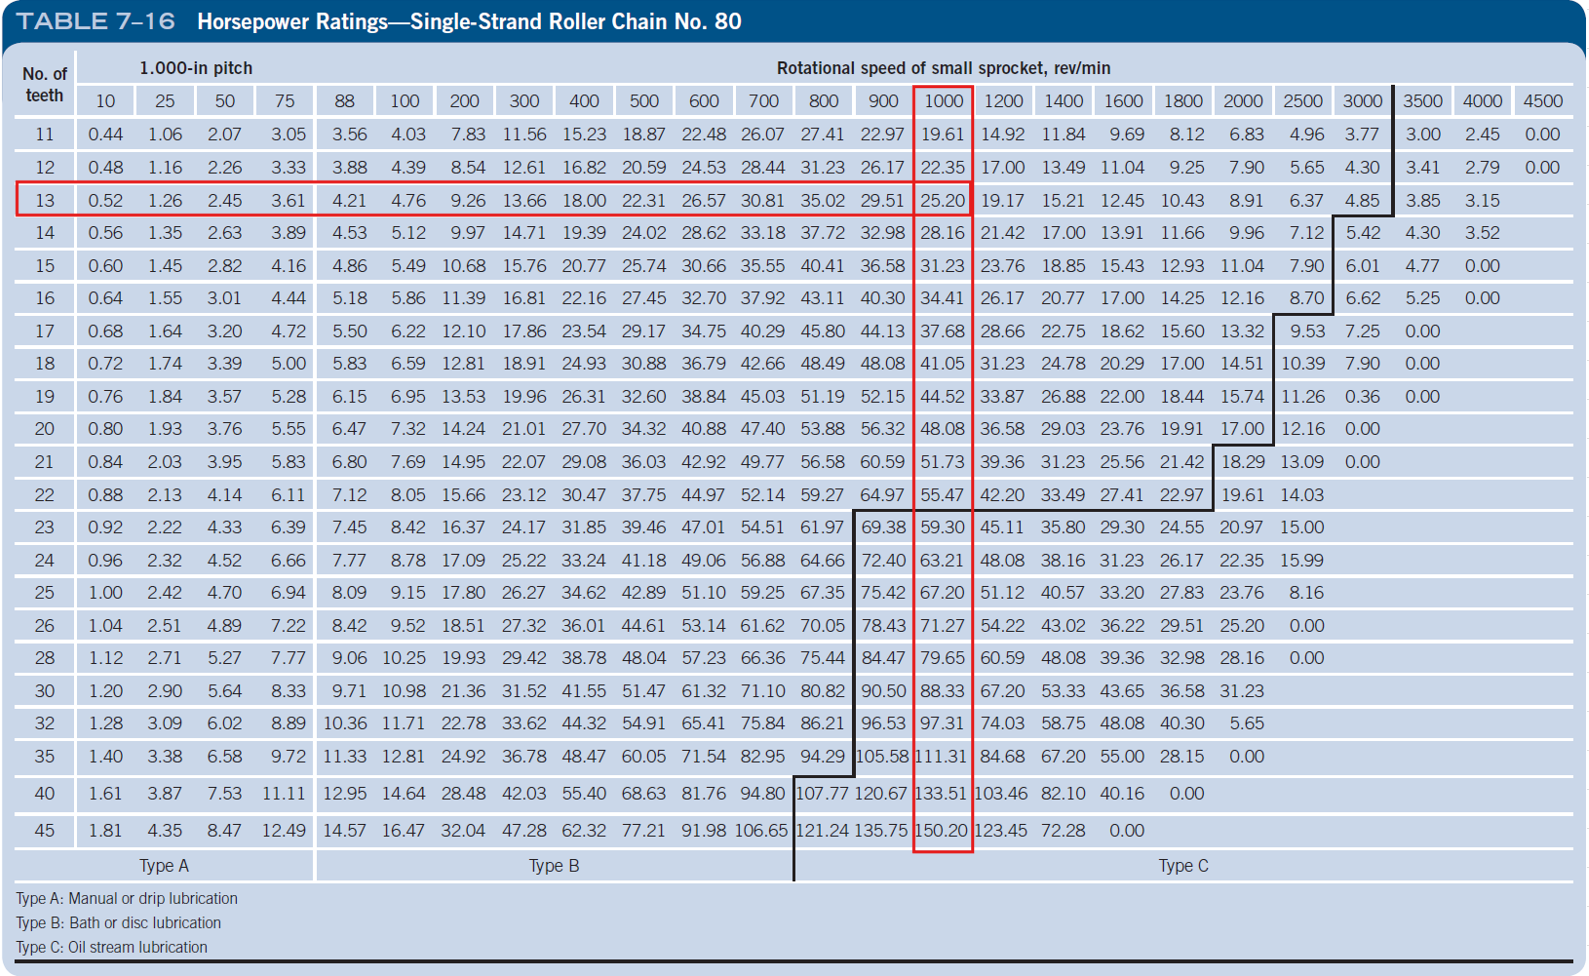 TABLE 7–16 Horsepower Ratings—Single-Strand Roller Chain No. 80
No. of teeth 1.000-in pitch Rotational speed of small sprocket, rev/min
10 25 50 75 88 100 200 300 400 500 600 700 800 900 1000 1200 1400 1600 1800 2000 2500 3000 3500 4000 4500
11 0.44 1.06 2.07 3.05 3.56 4.03 7.83 11.56 15.23 18.87 22.48 26.07 27.41 22.97 19.61 14.92 11.84 9.69 8.12 6.83 4.96 3.77 3.00 2.45 0.00
12 0.48 1.16 2.26 3.33 3.88 4.39 8.54 12.61 16.82 20.59 24.53 28.44 31.23 26.17 22.35 17.00 13.49 11.04 9.25 7.90 5.65 4.30 3.41 2.79 0.00
13 0.52 1.26 2.45 3.61 4.21 4.76 9.26 13.66 18.00 22.31 26.57 30.81 35.02 29.51 25.20 19.17 15.21 12.45 10.43 8.91 6.37 4.85 3.85 3.15
14 0.56 1.35 2.63 3.89 4.53 5.12 9.97 14.71 19.39 24.02 28.62 33.18 37.72 32.98 28.16 21.42 17.00 13.91 11.66 9.96 7.12 5.42 4.30 3.52
15 0.60 1.45 2.82 4.16 4.86 5.49 10.68 15.76 20.77 25.74 30.66 35.55 40.41 36.58 31.23 23.76 18.85 15.43 12.93 11.04 7.90 6.01 4.77 0.00
16 0.64 1.55 3.01 4.44 5.18 5.86 11.39 16.81 22.16 27.45 32.70 37.92 43.11 40.30 34.41 26.17 20.77 17.00 14.25 12.16 8.70 6.62 5.25 0.00
17 0.68 1.64 3.20 4.72 5.50 6.22 12.10 17.86 23.54 29.17 34.75 40.29 45.80 44.13 37.68 28.66 22.75 18.62 15.60 13.32 9.53 7.25 0.00
18 0.72 1.74 3.39 5.00 5.83 6.59 12.81 18.91 24.93 30.88 36.79 42.66 48.49 48.08 41.05 31.23 24.78 20.29 17.00 14.51 10.39 7.90 0.00
19 0.76 1.84 3.57 5.28 6.15 6.95 13.53 19.96 26.31 32.60 38.84 45.03 51.19 52.15 44.52 33.87 26.88 22.00 18.44 15.74 11.26 0.36 0.00
20 0.80 1.93 3.76 5.55 6.47 7.32 14.24 21.01 27.70 34.32 40.88 47.40 53.88 56.32 48.08 36.58 29.03 23.76 19.91 17.00 12.16 0.00
21 0.84 2.03 3.95 5.83 6.80 7.69 14.95 22.07 29.08 36.03 42.92 49.77 56.58 60.59 51.73 39.36 31.23 25.56 21.42 18.29 13.09 0.00
22 0.88 2.13 4.14 6.11 7.12 8.05 15.66 23.12 30.47 37.75 44.97 52.14 59.27 64.97 55.47 42.20 33.49 27.41 22.97 19.61 14.03
23 0.92 2.22 4.33 6.39 7.45 8.42 16.37 24.17 31.85 39.46 47.01 54.51 61.97 69.38 59.30 45.11 35.80 29.30 24.55 20.97 15.00
24 0.96 2.32 4.52 6.66 7.77 8.78 17.09 25.22 33.24 41.18 49.06 56.88 64.66 72.40 63.21 48.08 38.16 31.23 26.17 22.35 15.99
25 1.00 2.42 4.70 6.94 8.09 9.15 17.80 26.27 34.62 42.89 51.10 59.25 67.35 75.42 67.20 51.12 40.57 33.20 27.83 23.76 8.16
26 1.04 2.51 4.89 7.22 8.42 9.52 18.51 27.32 36.01 44.61 53.14 61.62 70.05 78.43 71.27 54.22 43.02 36.22 29.51 25.20 0.00
28 1.12 2.71 5.27 7.77 9.06 10.25 19.93 29.42 38.78 48.04 57.23 66.36 75.44 84.47 79.65 60.59 48.08 39.36 32.98 28.16 0.00
30 1.20 2.90 5.64 8.33 9.71 10.98 21.36 31.52 41.55 51.47 61.32 71.10 80.82 90.50 88.33 67.20 53.33 43.65 36.58 31.23
32 1.28 3.09 6.02 8.89 10.36 11.71 22.78 33.62 44.32 54.91 65.41 75.84 86.21 96.53 97.31 74.03 58.75 48.08 40.30 5.65
35 1.40 3.38 6.58 9.72 11.33 12.81 24.92 36.78 48.47 60.05 71.54 82.95 94.29 105.58 111.31 84.68 67.20 55.00 28.15 0.00
40 1.61 3.87 7.53 11.11 12.95 14.64 28.48 42.03 55.40 68.63 81.76 94.80 107.77 120.67 133.51 103.46 82.10 40.16 0.00
45 1.81 4.35 8.47 12.49 14.57 16.47 32.04 47.28 62.32 77.21 91.98 106.65 121.24 135.75 150.20 123.45 72.28 0.00
Type A Type B Type C
Type A: Manual or drip lubrication
Type B: Bath or disc lubrication
Type C: Oil stream lubrication